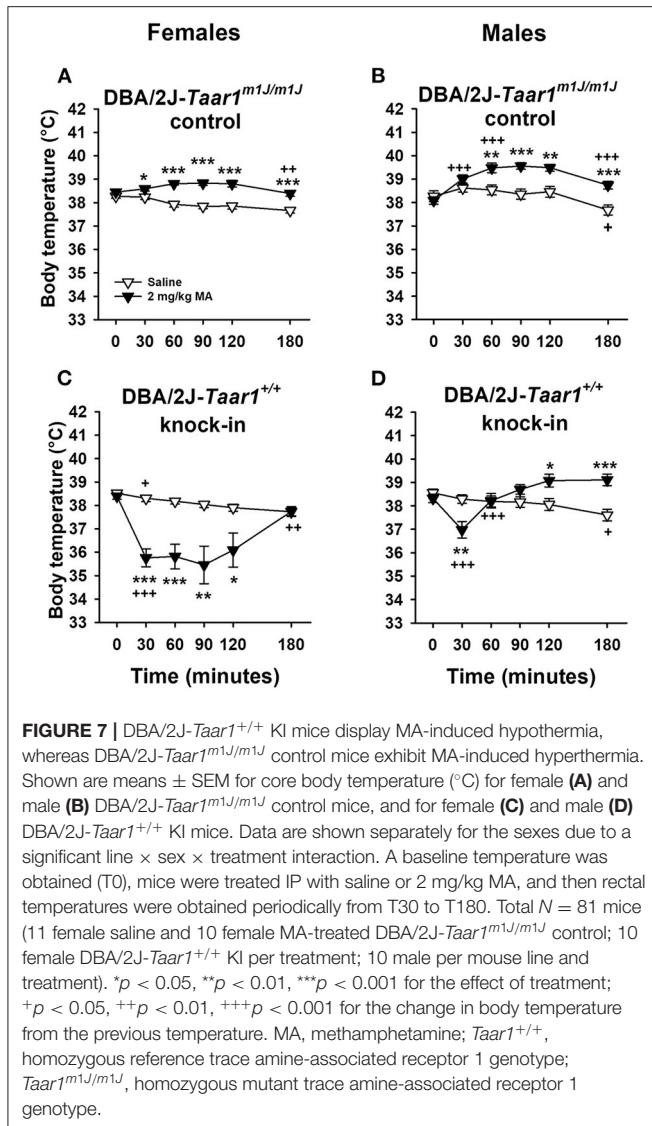 Females
Males
A
DBA/2J-Taar1^m1J/m1J
control
Body temperature (°C)
42
41
40
39
38
37
36
35
34
33
* *** *** *** ++ ***
Saline
2 mg/kg MA
0 30 60 90 120 180
B
DBA/2J-Taar1^m1J/m1J
control
42
41
40
39
38
37
36
35
34
33
+++ +++ ** *** ** +++ *** +
0 30 60 90 120 180
C
DBA/2J-Taar1^+/+
knock-in
Body temperature (°C)
42
41
40
39
38
37
36
35
34
33
+ *** +++ *** ** * ++
0 30 60 90 120 180
Time (minutes)
D
DBA/2J-Taar1^+/+
knock-in
42
41
40
39
38
37
36
35
34
33
** +++ +++ * *** +
0 30 60 90 120 180
Time (minutes)
FIGURE 7 | DBA/2J-Taar1^+/+ KI mice display MA-induced hypothermia,
whereas DBA/2J-Taar1^m1J/m1J control mice exhibit MA-induced hyperthermia.
Shown are means ± SEM for core body temperature (°C) for female (A) and
male (B) DBA/2J-Taar1^m1J/m1J control mice, and for female (C) and male (D)
DBA/2J-Taar1^+/+ KI mice. Data are shown separately for the sexes due to a
significant line × sex × treatment interaction. A baseline temperature was
obtained (T0), mice were treated IP with saline or 2 mg/kg MA, and then rectal
temperatures were obtained periodically from T30 to T180. Total N = 81 mice
(11 female saline and 10 female MA-treated DBA/2J-Taar1^m1J/m1J control; 10
female DBA/2J-Taar1^+/+ KI per treatment; 10 male per mouse line and
treatment). *p < 0.05, **p < 0.01, ***p < 0.001 for the effect of treatment;
+p < 0.05, ++p < 0.01, +++p < 0.001 for the change in body temperature
from the previous temperature. MA, methamphetamine; Taar1^+/+,
homozygous reference trace amine-associated receptor 1 genotype;
Taar1^m1J/m1J, homozygous mutant trace amine-associated receptor 1
genotype.